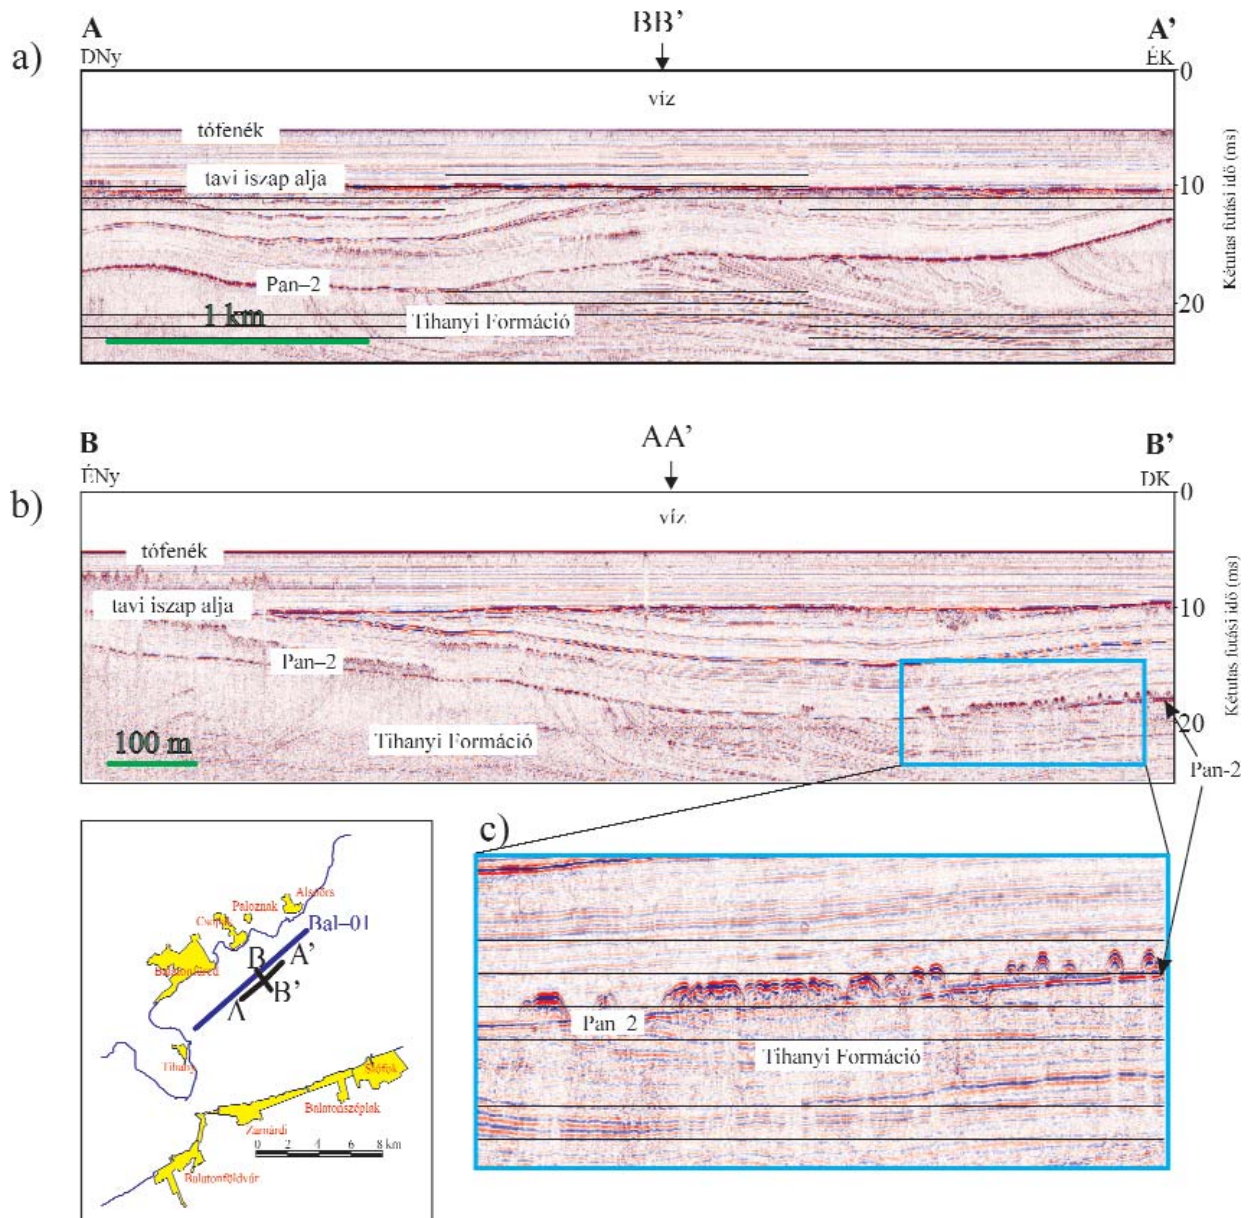 a)
A
DNy
BB’
A’
ÉK
víz
tófenék
tavi iszap alja
Pan–2
1 km
Tihanyi Formáció
0
10
20
Kétutas futási idő (ms)
b)
B
ÉNy
AA’
B’
DK
víz
tófenék
tavi iszap alja
Pan–2
Tihanyi Formáció
100 m
0
10
20
Kétutas futási idő (ms)
Pan-2
c)
Pan–2
Tihanyi Formáció
Alsóörs
Paloznak
Csopak
Bal–01
Balatonfüred
B
A’
B’
A
Tihany
Siófok
Balatonszéplak
Zamárdi
0 2 4 6 8 km
Balatonföldvár